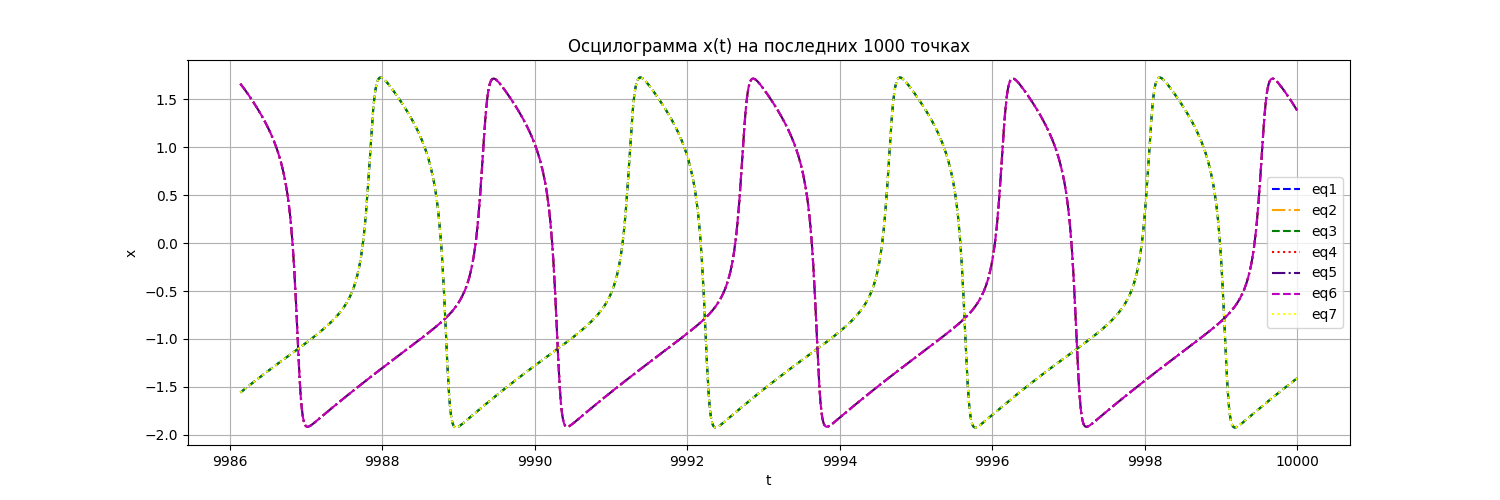 Осцилограмма x(t) на последних 1000 точках
x
1.5
1.0
0.5
0.0
−0.5
−1.0
−1.5
−2.0
eq1
eq2
eq3
eq4
eq5
eq6
eq7
9986
9988
9990
9992
9994
9996
9998
10000
t